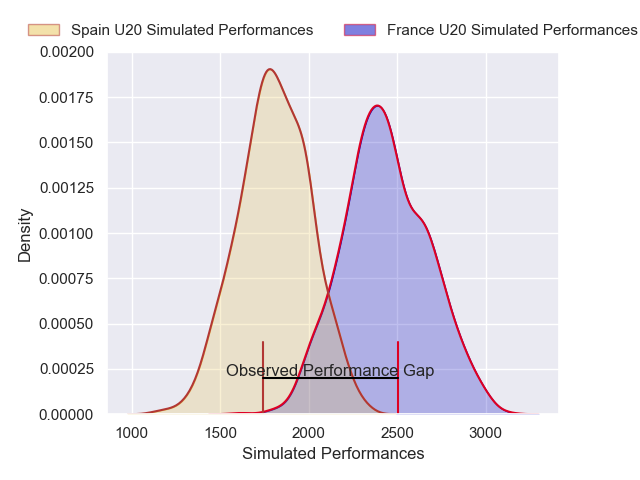 Spain U20 Simulated Performances France U20 Simulated Performances
0.00200
0.00175
0.00150
0.00125
0.00100
0.00075
0.00050
0.00025
0.00000
Density
Observed Performance Gap
1000 1500 2000 2500 3000
Simulated Performances